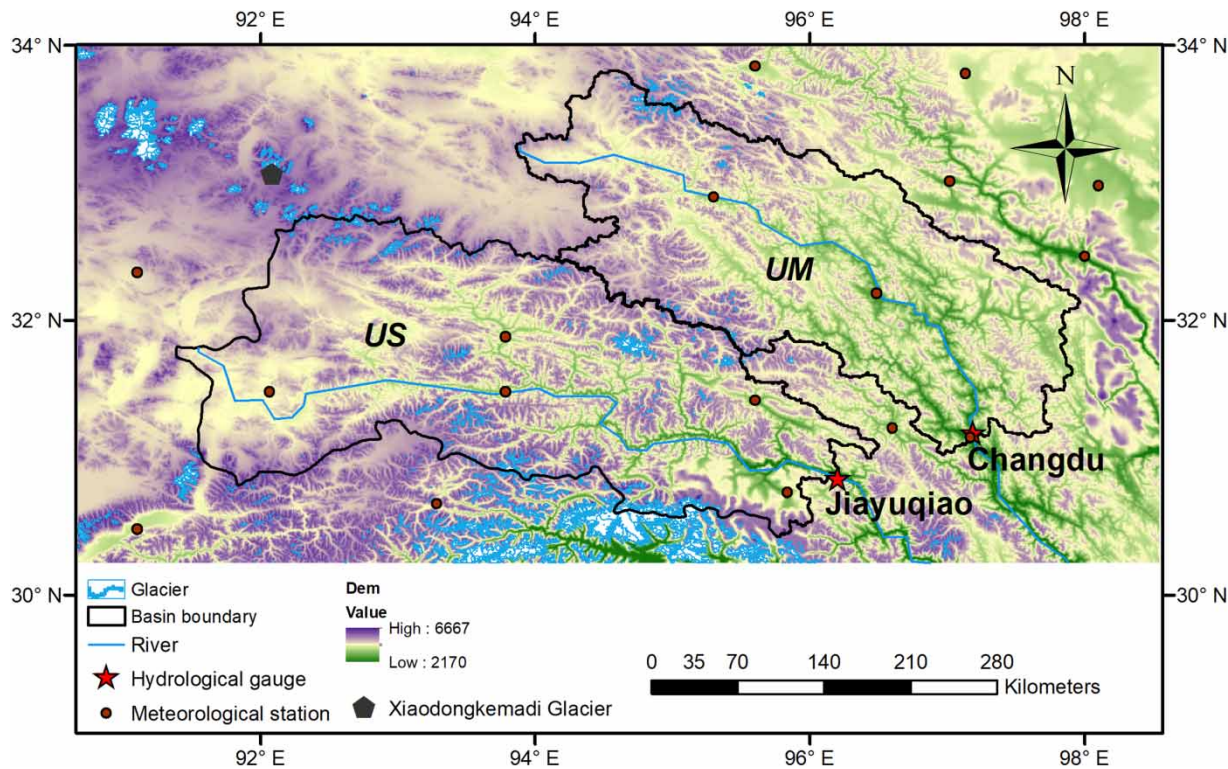 92° E 94° E 96° E 98° E
34° N 34° N
N
UM
32° N 32° N
US
Changdu
Jiayuqiao
30° N 30° N
Glacier
Basin boundary
River
Hydrological gauge
Meteorological station
Dem
Value
High : 6667
Low : 2170
Xiaodongkemadi Glacier
0 35 70 140 210 280
Kilometers
92° E 94° E 96° E 98° E